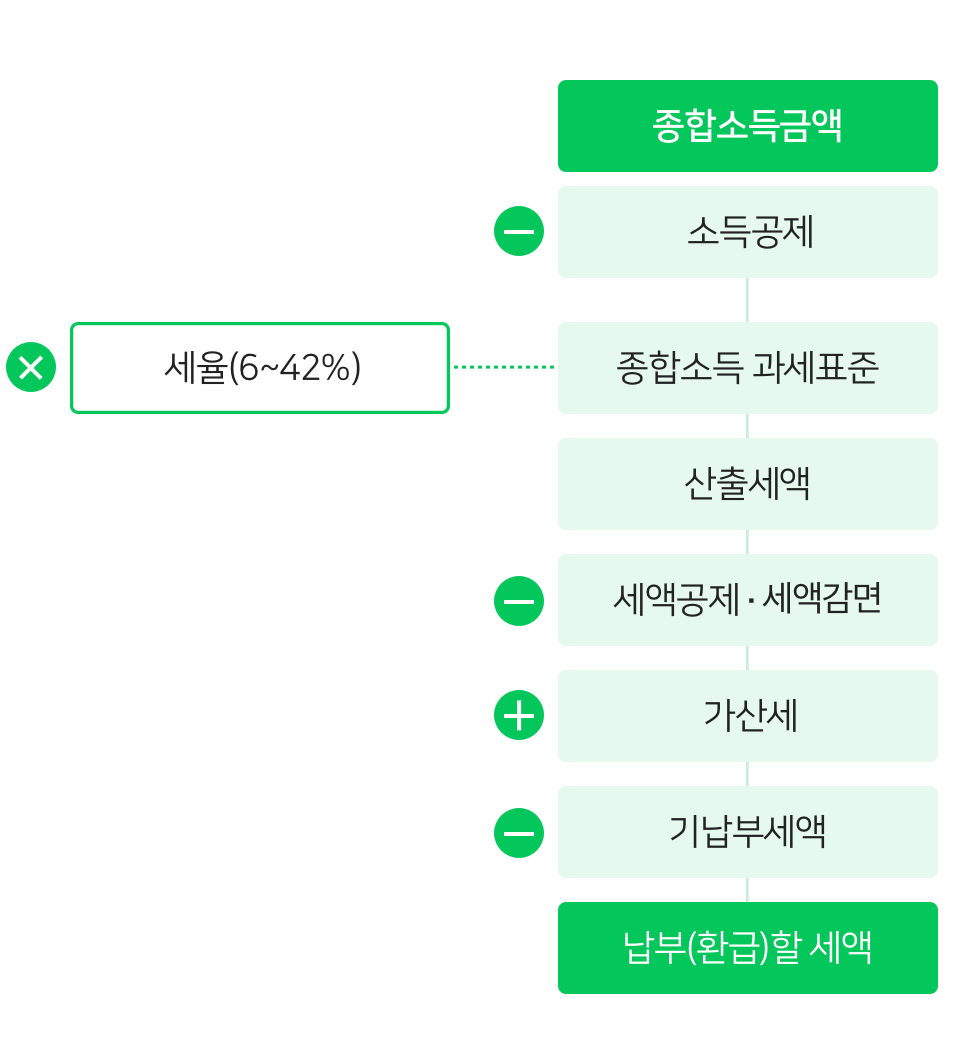 종합소득금액
소득공제
세율(6~42%)
종합소득 과세표준
산출세액
세액공제 · 세액감면
가산세
기납부세액
납부(환급)할 세액